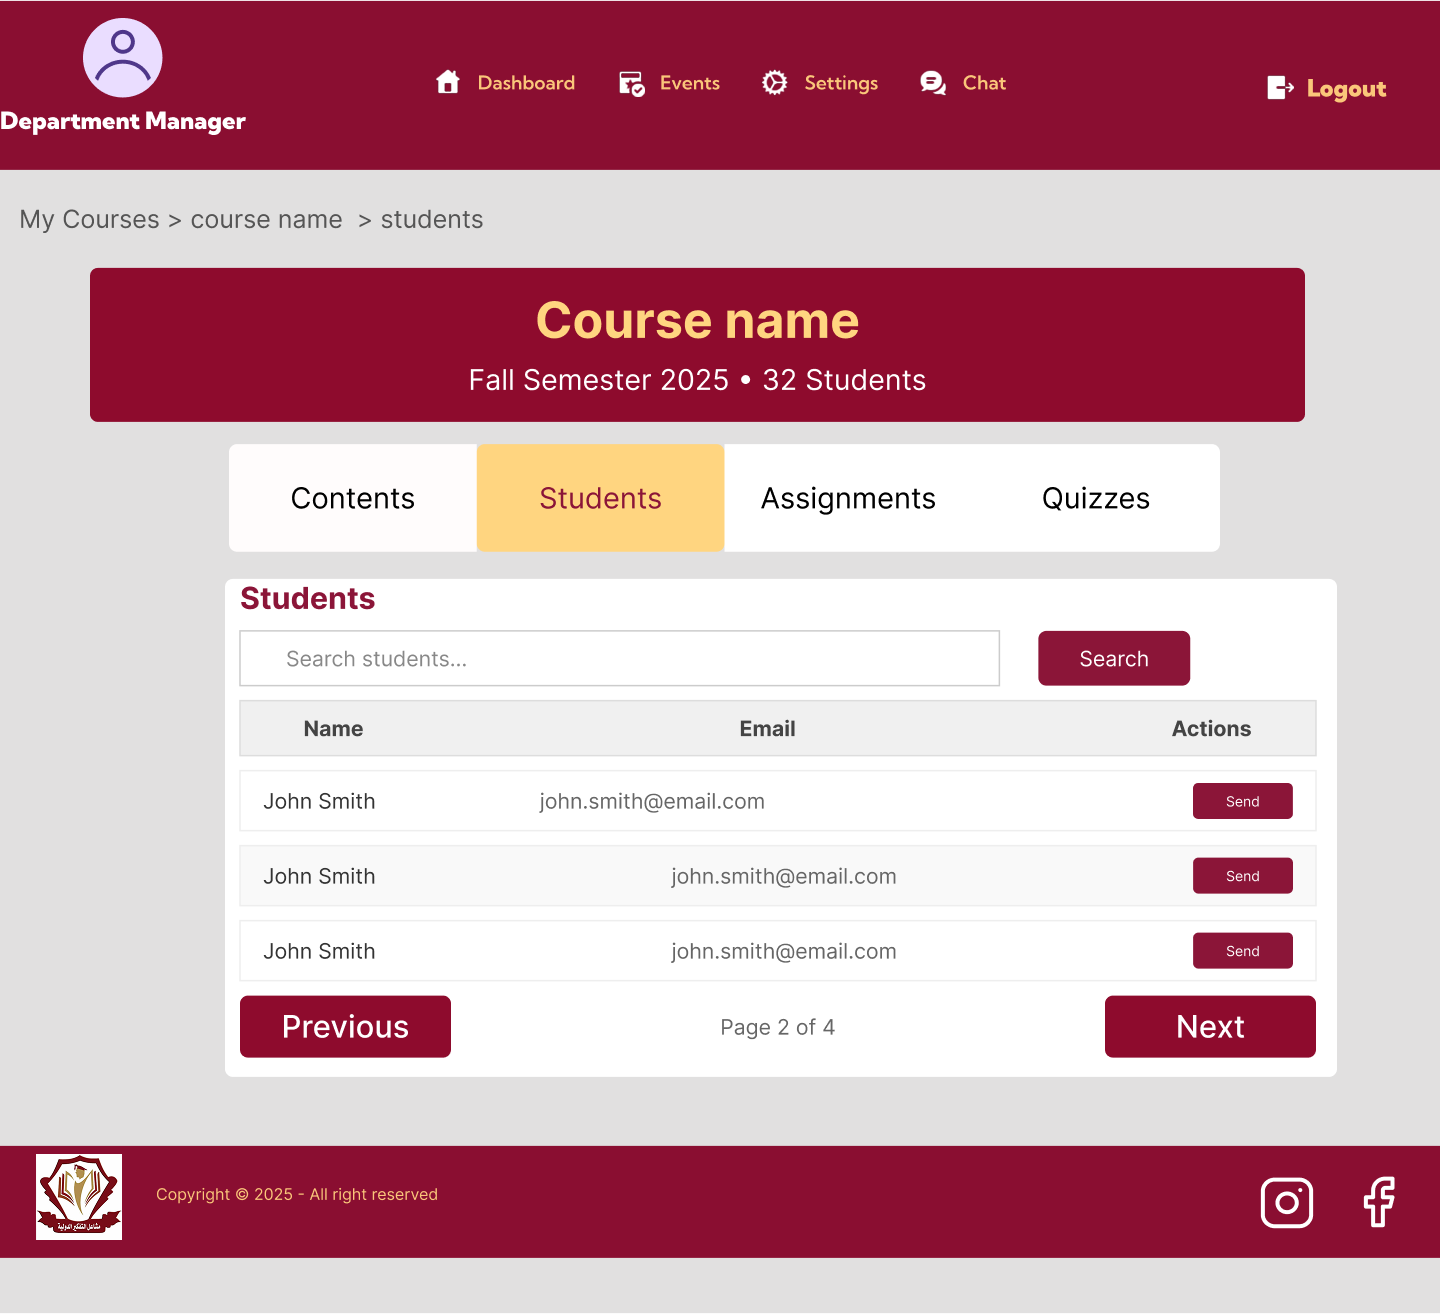 Department Manager
Dashboard
Events
Settings
Chat
Logout
My Courses > course name > students
Course name
Fall Semester 2025 • 32 Students
Contents
Students
Assignments
Quizzes
Students
Search students...
Search
Name
Email
Actions
John Smith
john.smith@email.com
Send
John Smith
john.smith@email.com
Send
John Smith
john.smith@email.com
Send
Previous
Page 2 of 4
Next
مشاعل التفكير الدولية
Copyright © 2025 - All right reserved